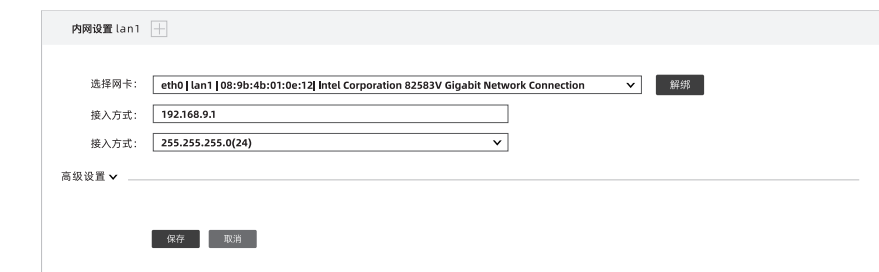 内网设置 lan1
选择网卡: eth0 | lan1 | 08:9b:4b:01:0e:12| Intel Corporation 82583V Gigabit Network Connection 解绑
接入方式: 192.168.9.1
接入方式: 255.255.255.0(24)
高级设置
保存 取消